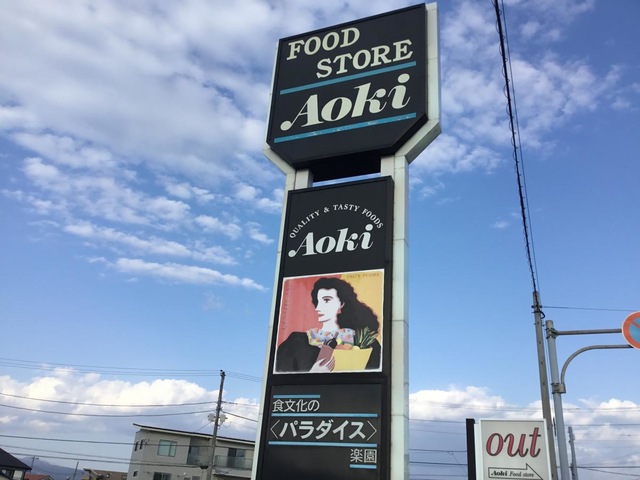 FOOD
STORE
Aoki
QUALITY & TASTY FOODS
Aoki
食文化の
〈パラダイス〉
楽園
out
Aoki Food store